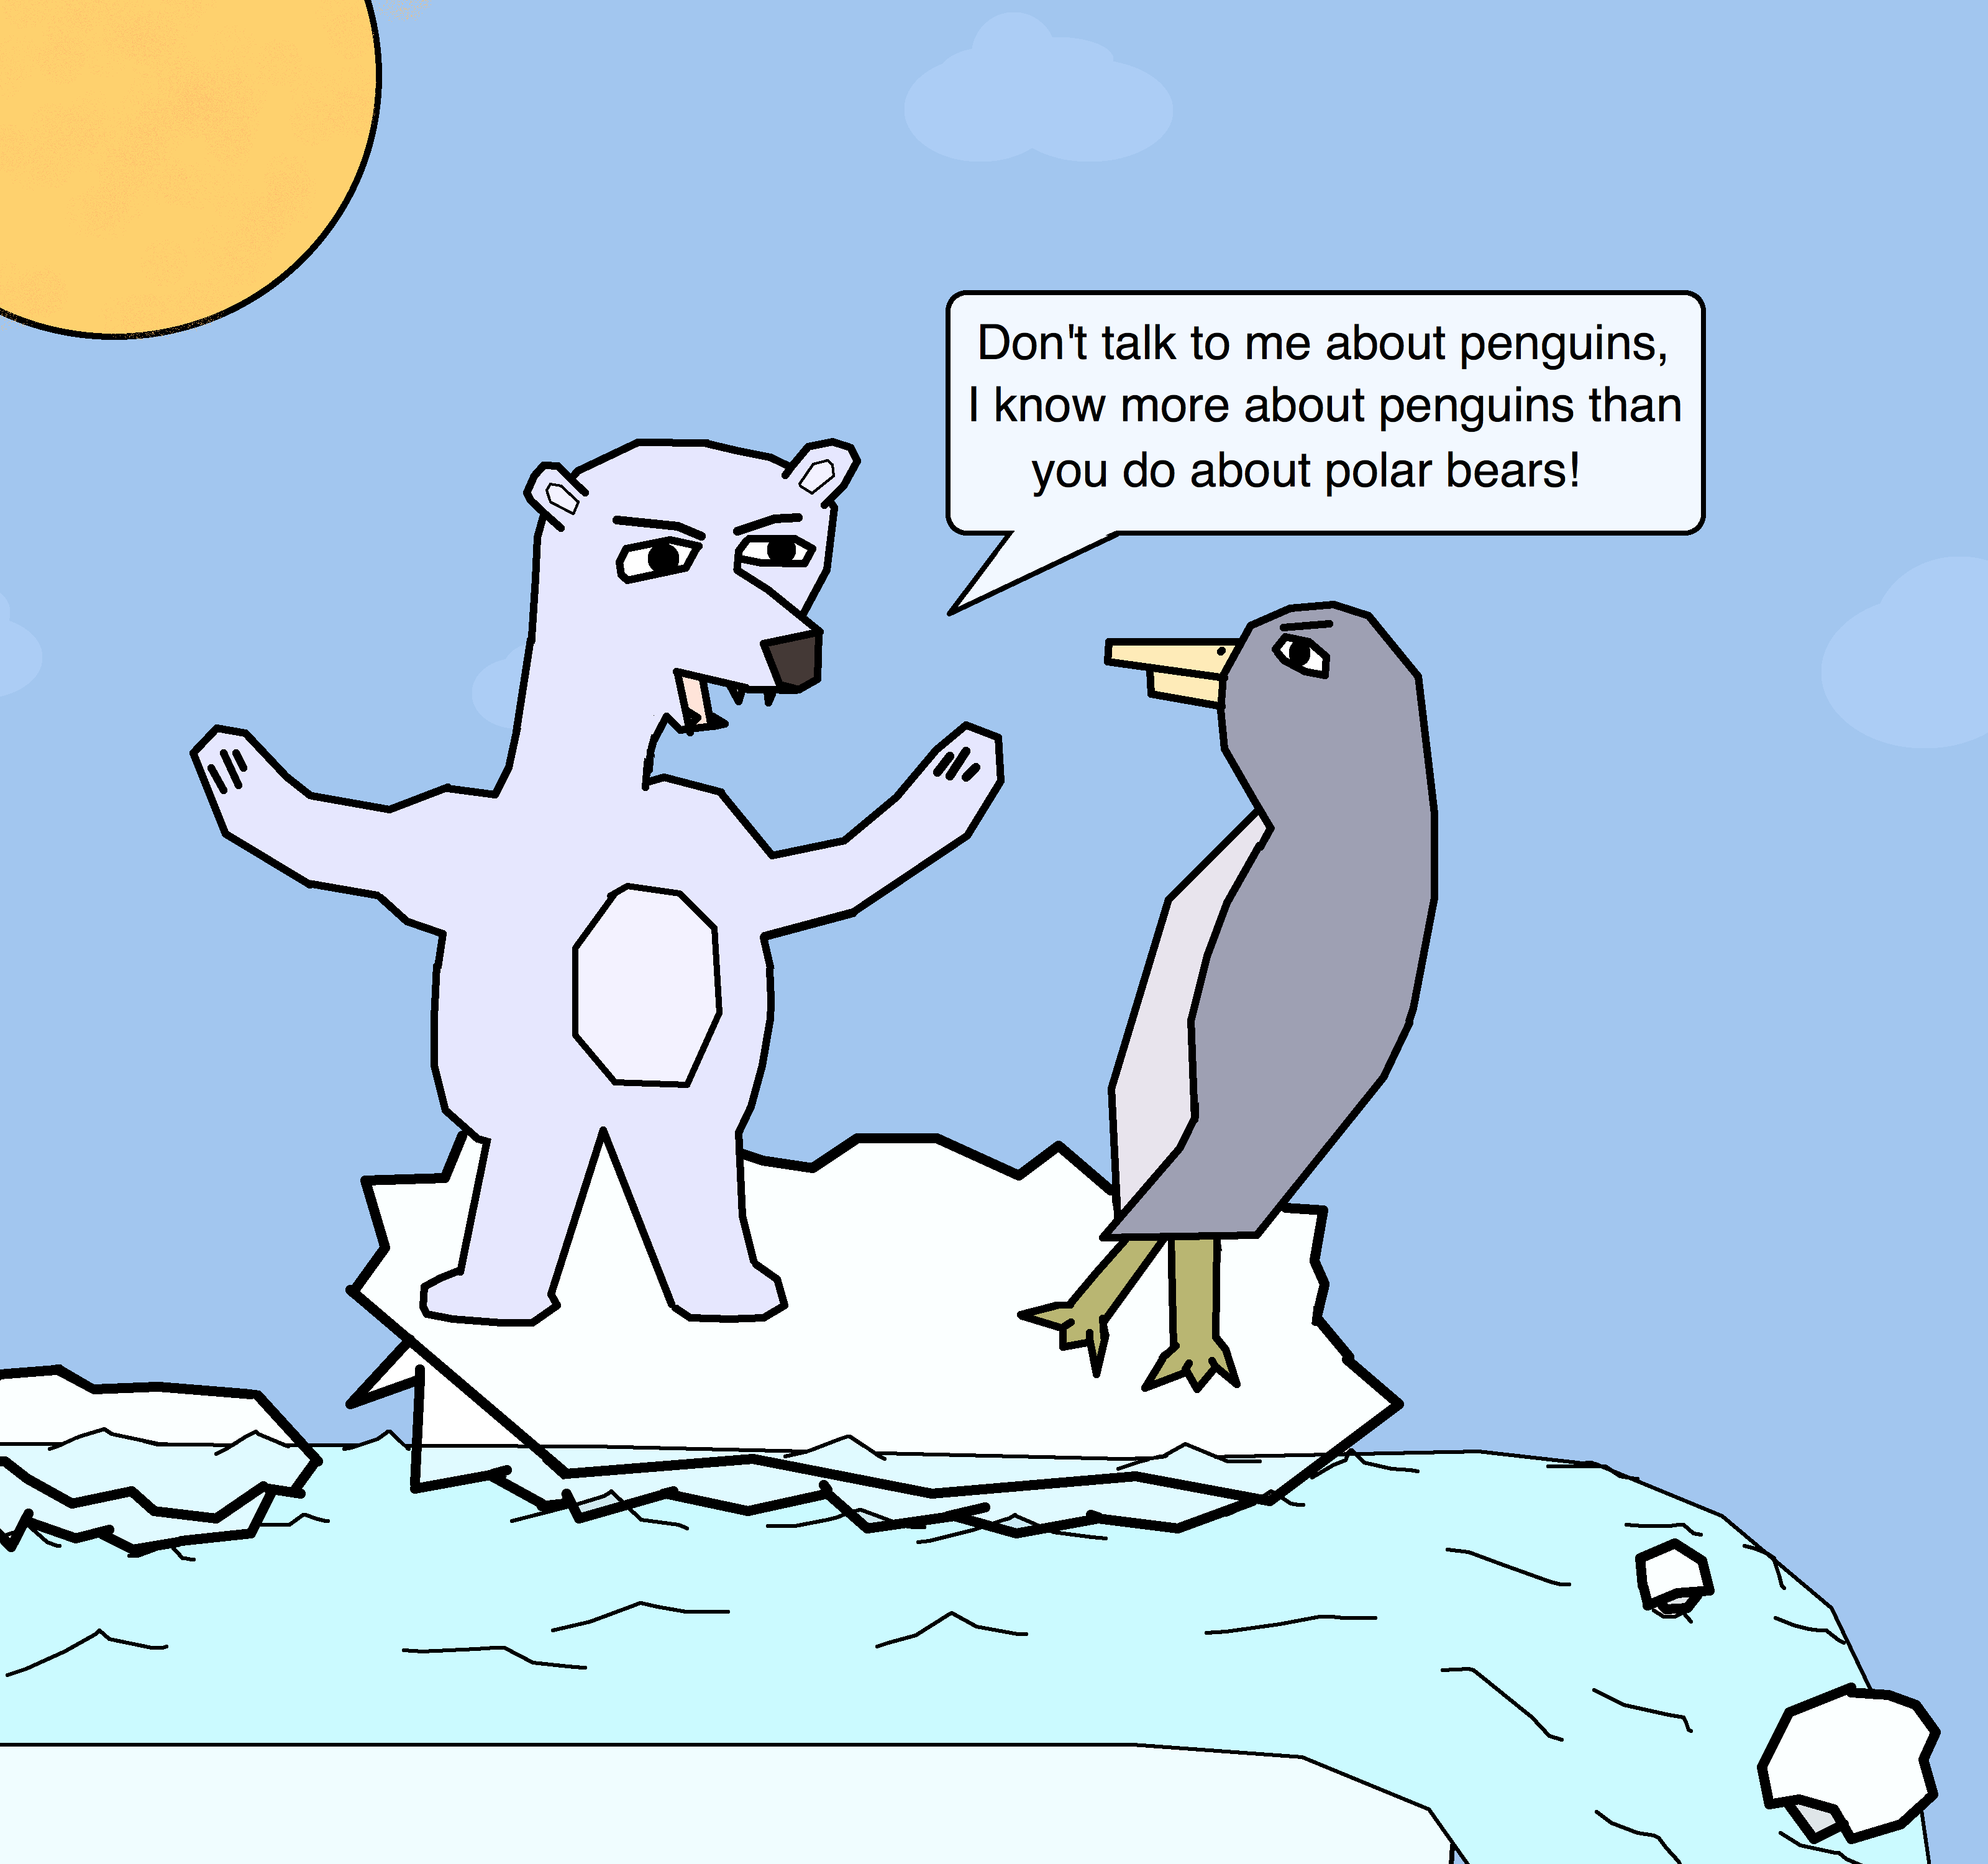 Don't talk to me about penguins,
I know more about penguins than
you do about polar bears!